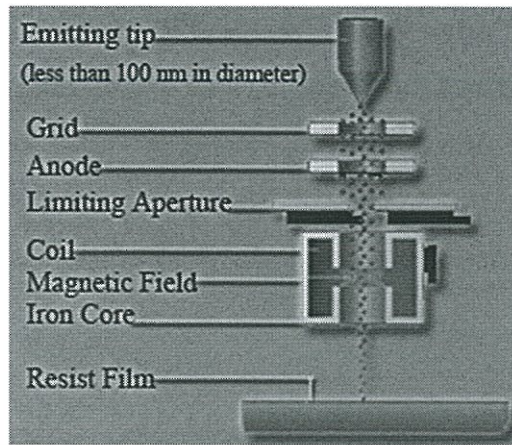 Emitting tip
(less than 100 nm in diameter)
Grid
Anode
Limiting Aperture
Coil
Magnetic Field
Iron Core
Resist Film